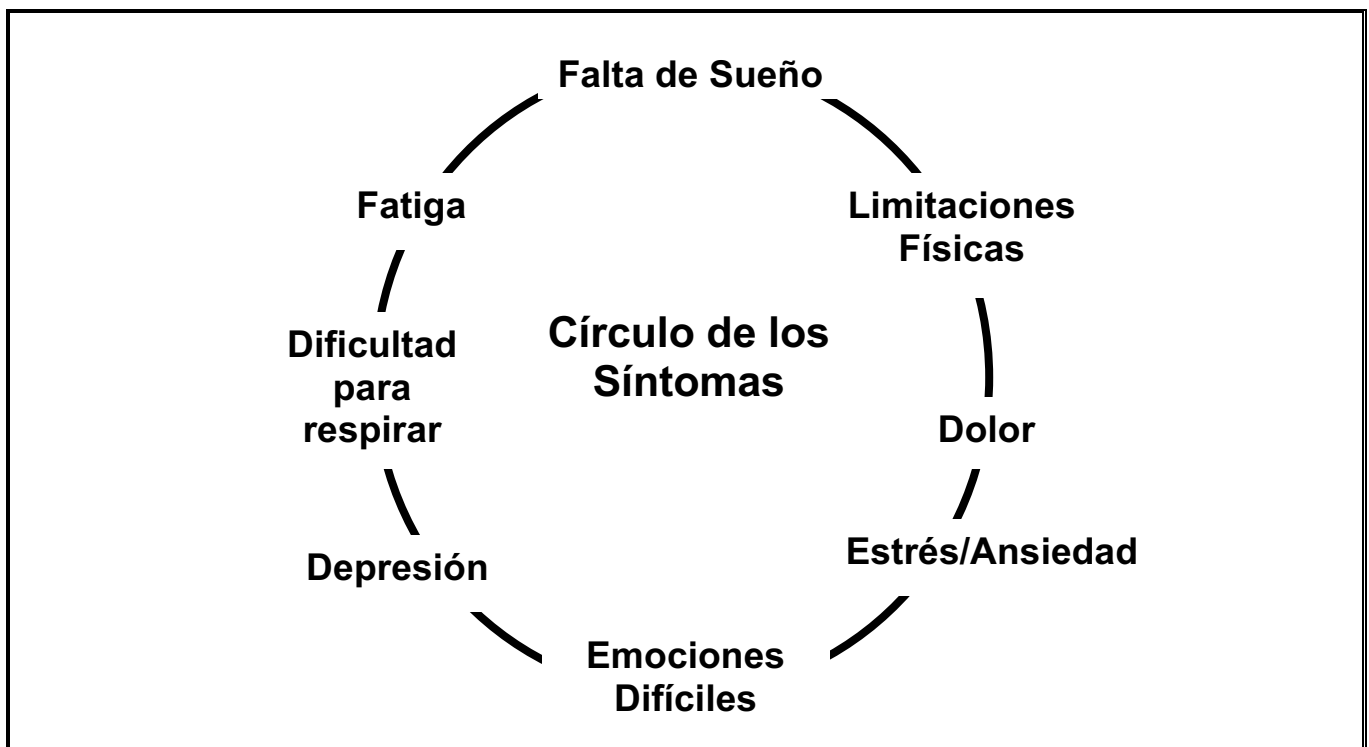 Falta de Sueño
Fatiga
Limitaciones
Físicas
Círculo de los
Síntomas
Dificultad
para
respirar
Dolor
Estrés/Ansiedad
Depresión
Emociones
Difíciles